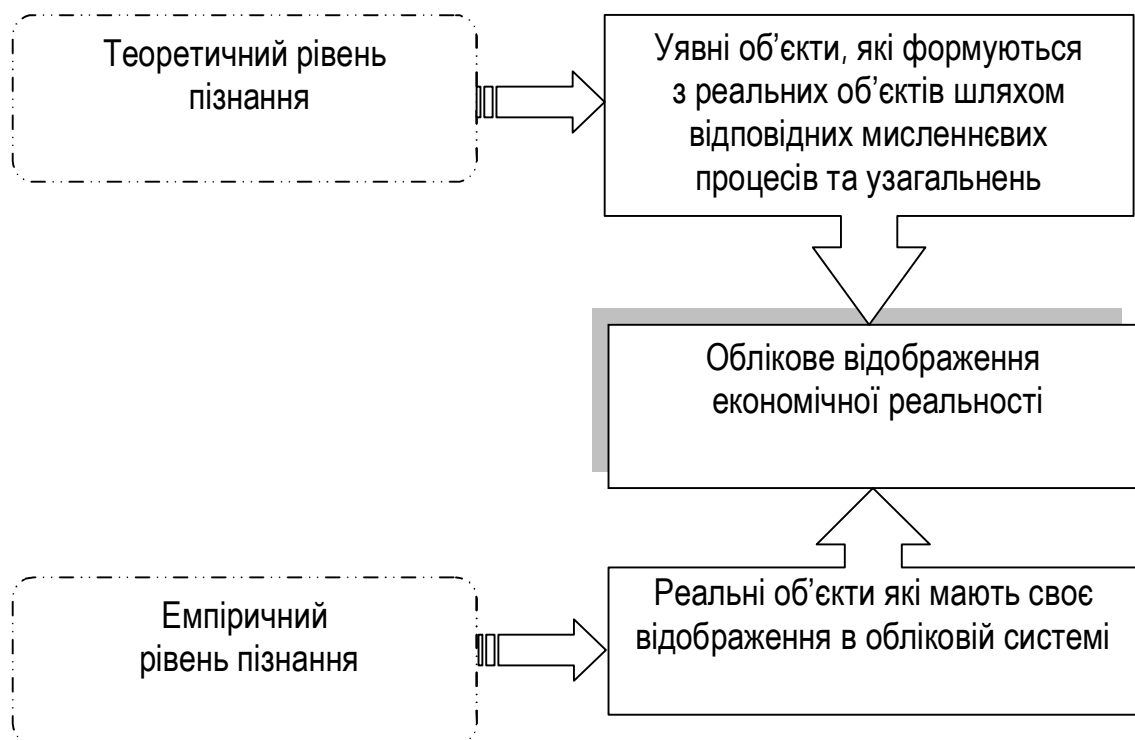 Теоретичний рівень
пізнання
Уявні об’єкти, які формуються
з реальних об’єктів шляхом
відповідних мисленнєвих
процесів та узагальнень
Облікове відображення
економічної реальності
Емпіричний
рівень пізнання
Реальні об’єкти які мають своє
відображення в обліковій системі